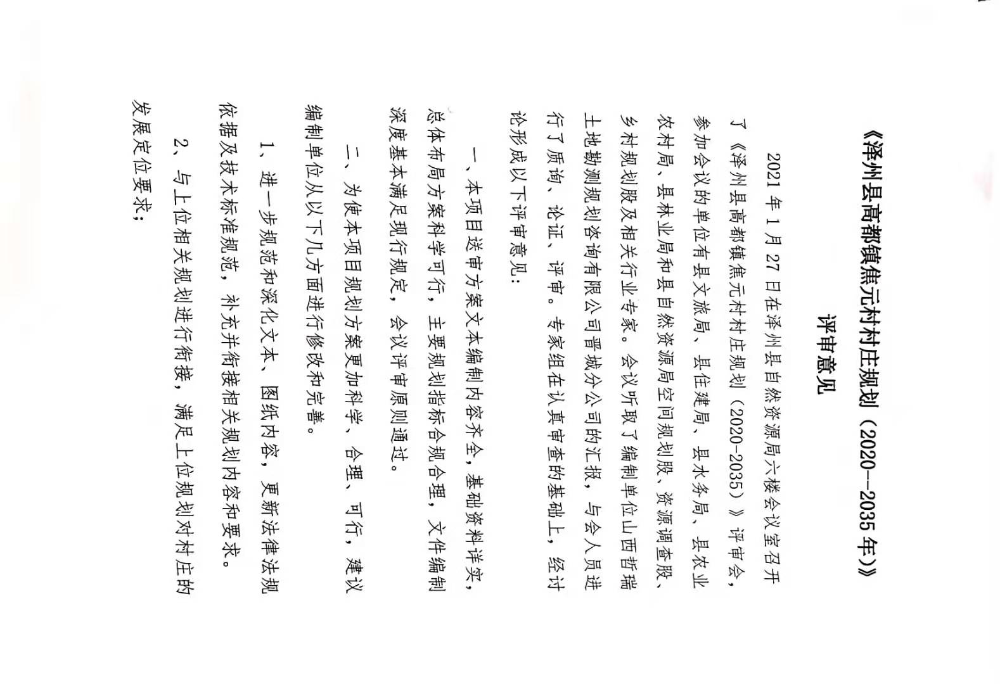 《泽州县高都镇焦元村村庄规划（2020--2035年）》
评审意见
2021年1月27日在泽州县自然资源局六楼会议室召开
了《泽州县高都镇焦元村村庄规划（2020-2035）》评审会，
参加会议的单位有县文旅局、县住建局、县水务局、县农业
农村局、县林业局和县自然资源局空间规划股、资源调查股、
乡村规划股及相关行业专家。会议听取了编制单位山西哲瑞
土地勘测规划咨询有限公司晋城分公司的汇报，与会人员进
行了质询、论证、评审。专家组在认真审查的基础上，经讨
论形成以下评审意见：
一、本项目送审方案文本编制内容齐全，基础资料详实，
总体布局方案科学可行，主要规划指标合规合理，文件编制
深度基本满足现行规定，会议评审原则通过。
二、为使本项目规划方案更加科学、合理、可行，建议
编制单位从以下几方面进行修改和完善。
1、进一步规范和深化文本、图纸内容，更新法律法规
依据及技术标准规范，补充并衔接相关规划内容和要求。
2、与上位相关规划进行衔接，满足上位规划对村庄的
发展定位要求；